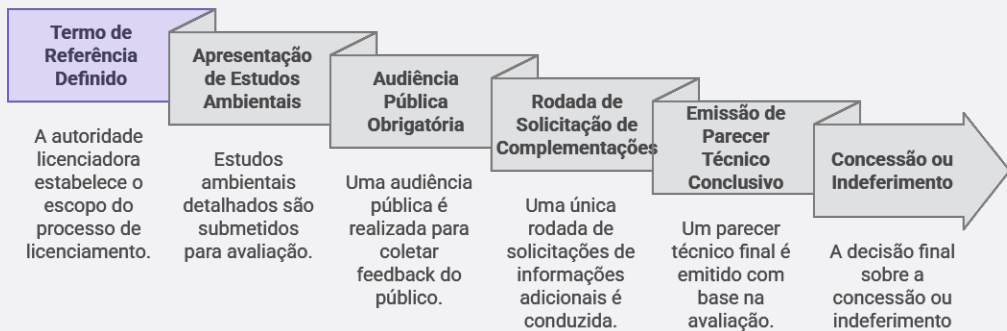 Termo de
Referência
Definido
A autoridade
licenciadora
estabelece o
escopo do
processo de
licenciamento.
Apresentação
de Estudos
Ambientais
Estudos
ambientais
detalhados são
submetidos
para avaliação.
Audiência
Pública
Obrigatória
Uma audiência
pública é
realizada para
coletar
feedback do
público.
Rodada de
Solicitação de
Complementações
Uma única
rodada de
solicitações de
informações
adicionais é
conduzida.
Emissão de
Parecer
Técnico
Conclusivo
Um parecer
técnico final é
emitido com
base na
avaliação.
Concessão ou
Indeferimento
A decisão final
sobre a
concessão ou
indeferimento